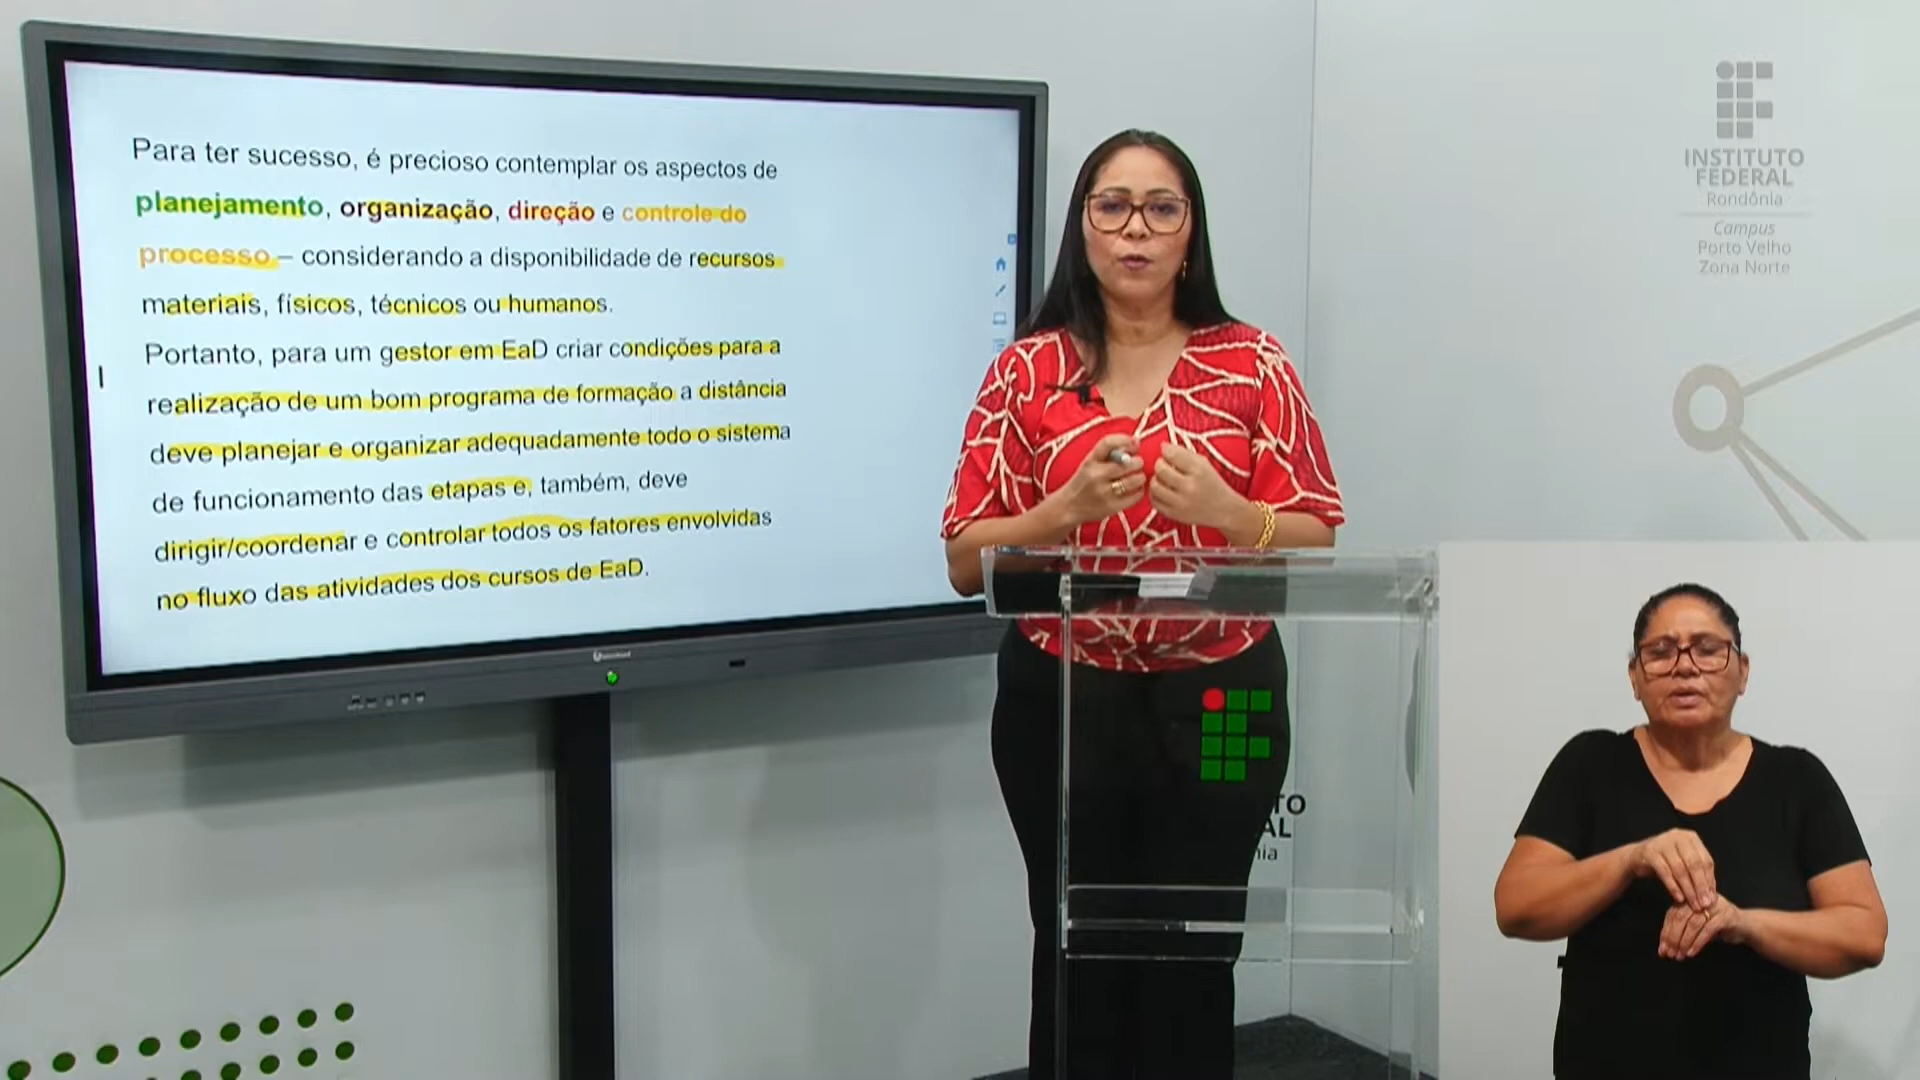 Para ter sucesso, é precioso contemplar os aspectos de
planejamento, organização, direção e controle do
processo – considerando a disponibilidade de recursos
materiais, físicos, técnicos ou humanos.
Portanto, para um gestor em EaD criar condições para a
realização de um bom programa de formação a distância
deve planejar e organizar adequadamente todo o sistema
de funcionamento das etapas e, também, deve
dirigir/coordenar e controlar todos os fatores envolvidas
no fluxo das atividades dos cursos de EaD.
INSTITUTO
FEDERAL
Rondônia
Campus
Porto Velho
Zona Norte
TO
AL
nia